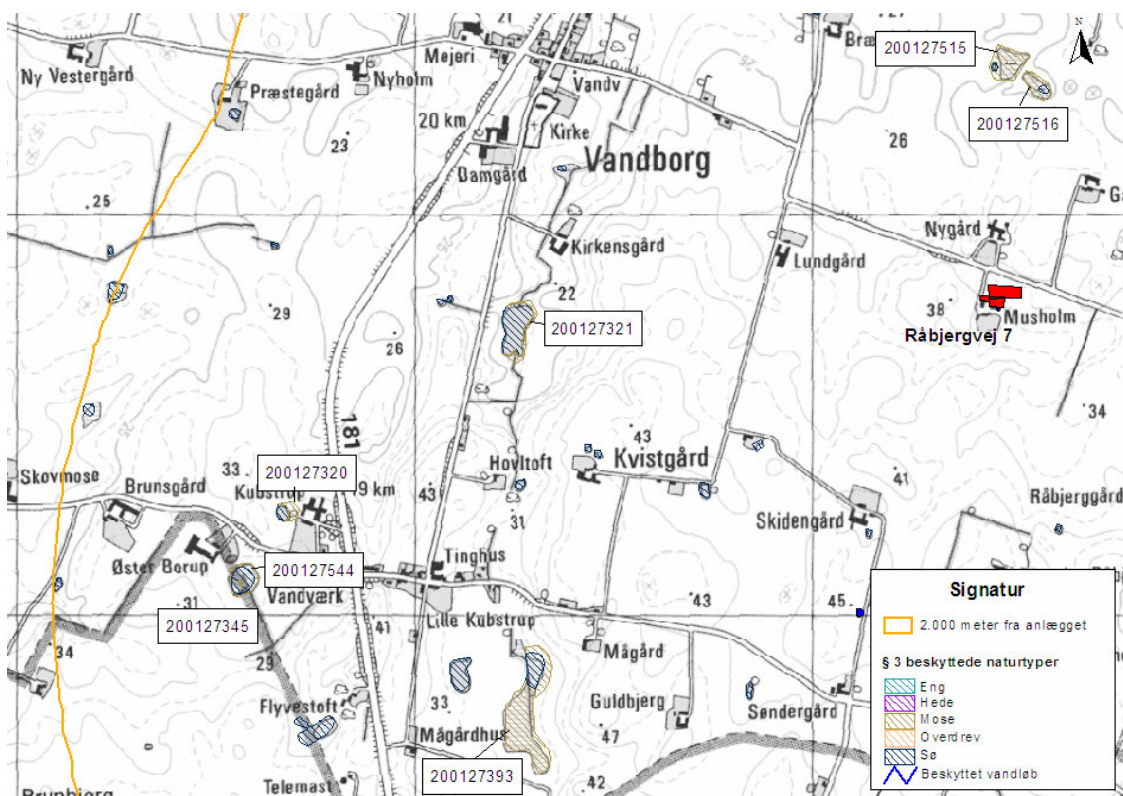 21
27
N
Mejeri
Bræ
200127515
Ny Vestergård
Nyholm
Vandv
Præstegård
20 km
Kirke
23
26
200127516
Damgård
Vandborg
25
Ga
Nygård
Kirkensgård
Lundgård
29
22
38
Musholm
200127321
Råbjergvej 7
26
34
181
43
Kvistgård
Skovmose
33
200127320
Hovltoft
41
Brunsgård
Kubstrup
9 km
43
Råbjerggård
31
Skidengård
Øster Borup
200127544
Tinghus
Vandværk
31
200127345
43
45
Lille Kubstrup
41
34
29
Mågård
33
Guldbjerg
Flyvestoft
Søndergård
Mågårdhus
47
200127393
Telemast
42
Signatur
2.000 meter fra anlægget
§ 3 beskyttede naturtyper
Eng
Hede
Mose
Overdrev
Sø
Beskyttet vandløb